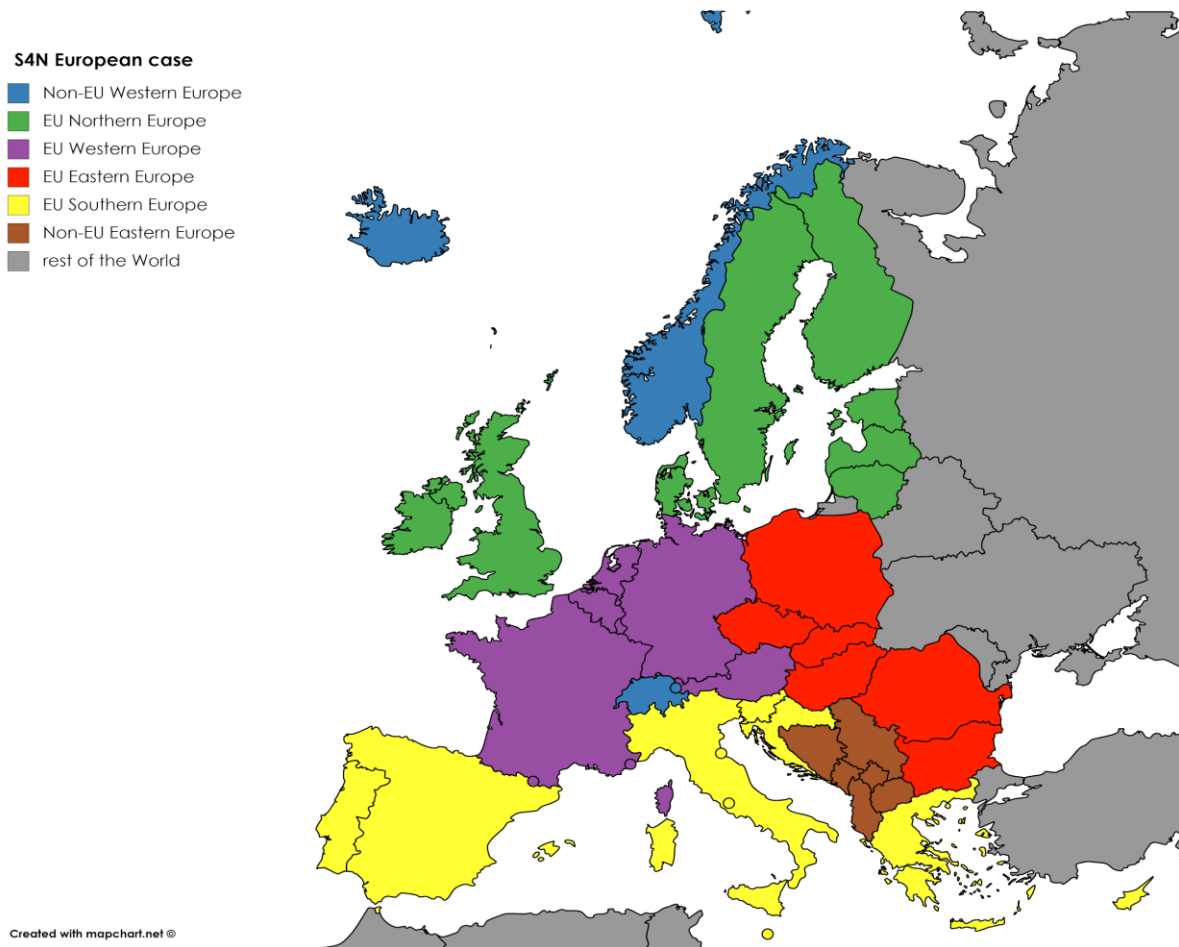 S4N European case
Non-EU Western Europe
EU Northern Europe
EU Western Europe
EU Eastern Europe
EU Southern Europe
Non-EU Eastern Europe
rest of the World
Created with mapchart.net ©